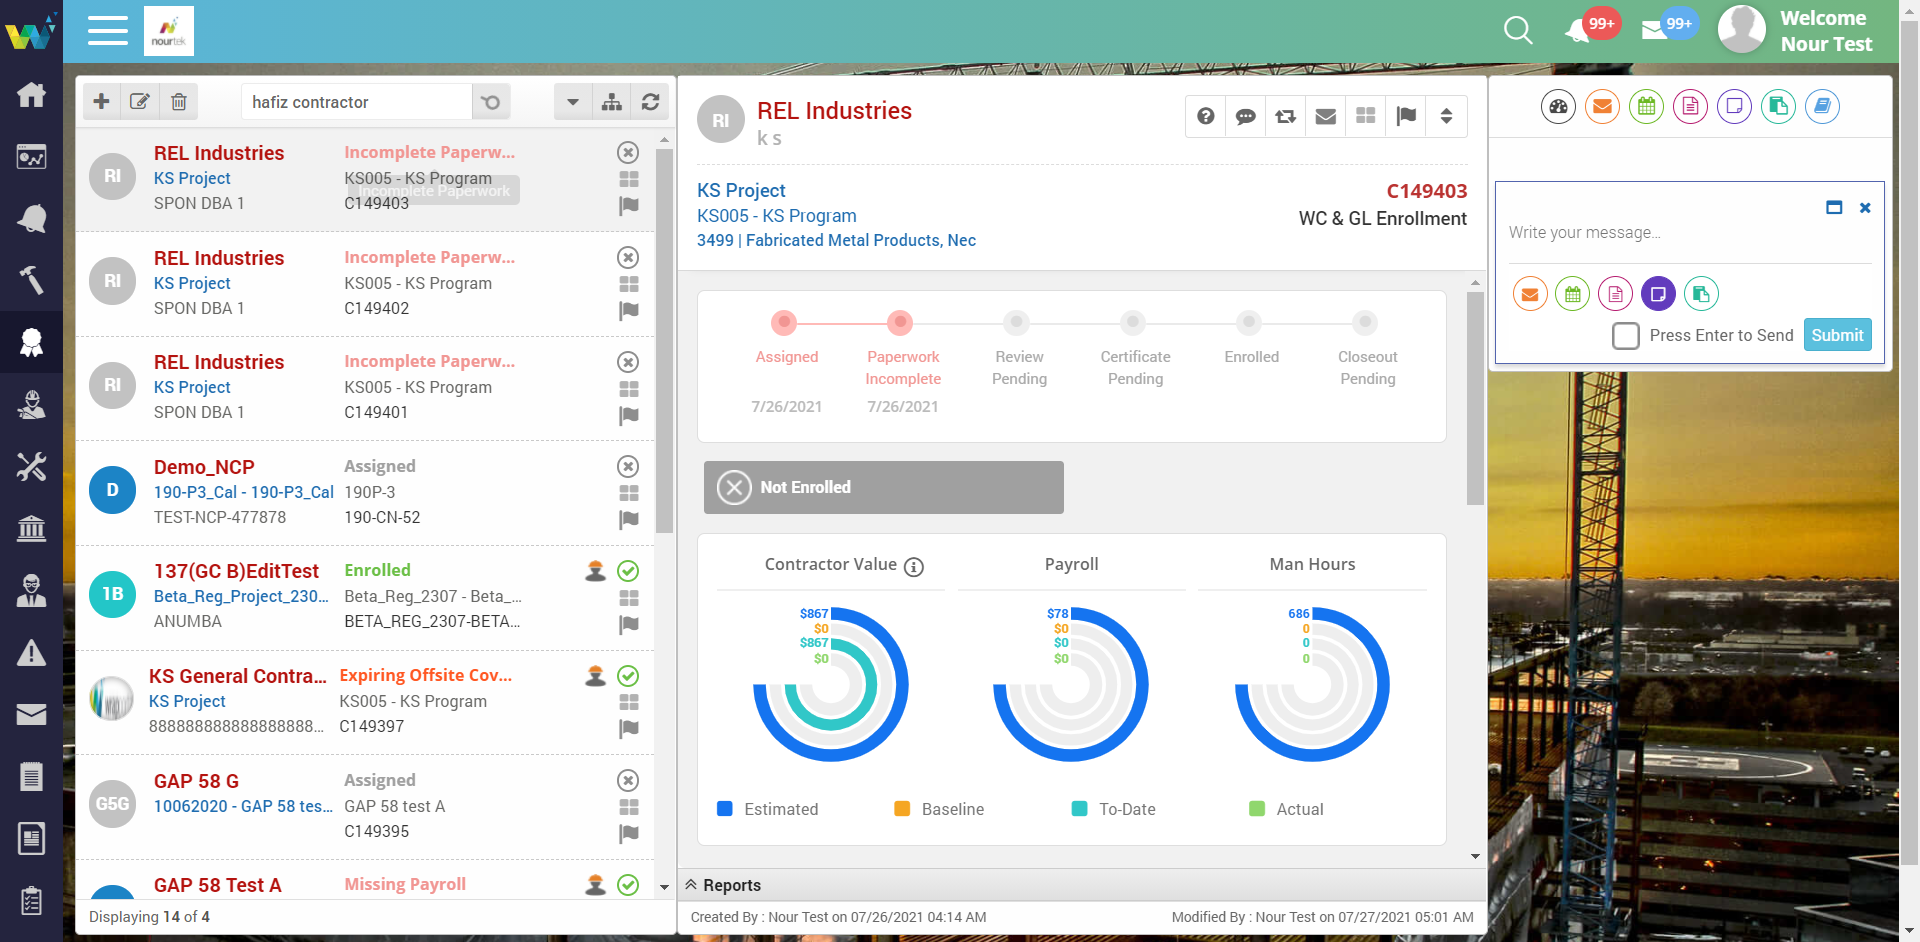 nourtek
99+
99+
Welcome
Nour Test
hafiz contractor
RI
REL Industries
Incomplete Paperw...
KS Project
KS005 - KS Program
Incomplete Paperwork
SPON DBA 1
C149403
RI
REL Industries
Incomplete Paperw...
KS Project
KS005 - KS Program
SPON DBA 1
C149402
RI
REL Industries
Incomplete Paperw...
KS Project
KS005 - KS Program
SPON DBA 1
C149401
D
Demo_NCP
Assigned
190-P3_Cal - 190-P3_Cal
190P-3
TEST-NCP-477878
190-CN-52
1B
137(GC B)EditTest
Enrolled
Beta_Reg_Project_230...
Beta_Reg_2307 - Beta_...
ANUMBA
BETA_REG_2307-BETA...
KS General Contra...
Expiring Offsite Cov...
KS Project
KS005 - KS Program
888888888888888888...
C149397
G5G
GAP 58 G
Assigned
10062020 - GAP 58 tes...
GAP 58 test A
C149395
GAP 58 Test A
Missing Payroll
Displaying 14 of 4
RI
REL Industries
k s
KS Project
C149403
KS005 - KS Program
WC & GL Enrollment
3499 | Fabricated Metal Products, Nec
Assigned
7/26/2021
Paperwork
Incomplete
7/26/2021
Review
Pending
Certificate
Pending
Enrolled
Closeout
Pending
Not Enrolled
Contractor Value
$867
$0
$867
$0
Payroll
$78
$0
$0
$0
Man Hours
686
0
0
0
Estimated
Baseline
To-Date
Actual
Reports
Created By : Nour Test on 07/26/2021 04:14 AM
Modified By : Nour Test on 07/27/2021 05:01 AM
Write your message...
Press Enter to Send
Submit